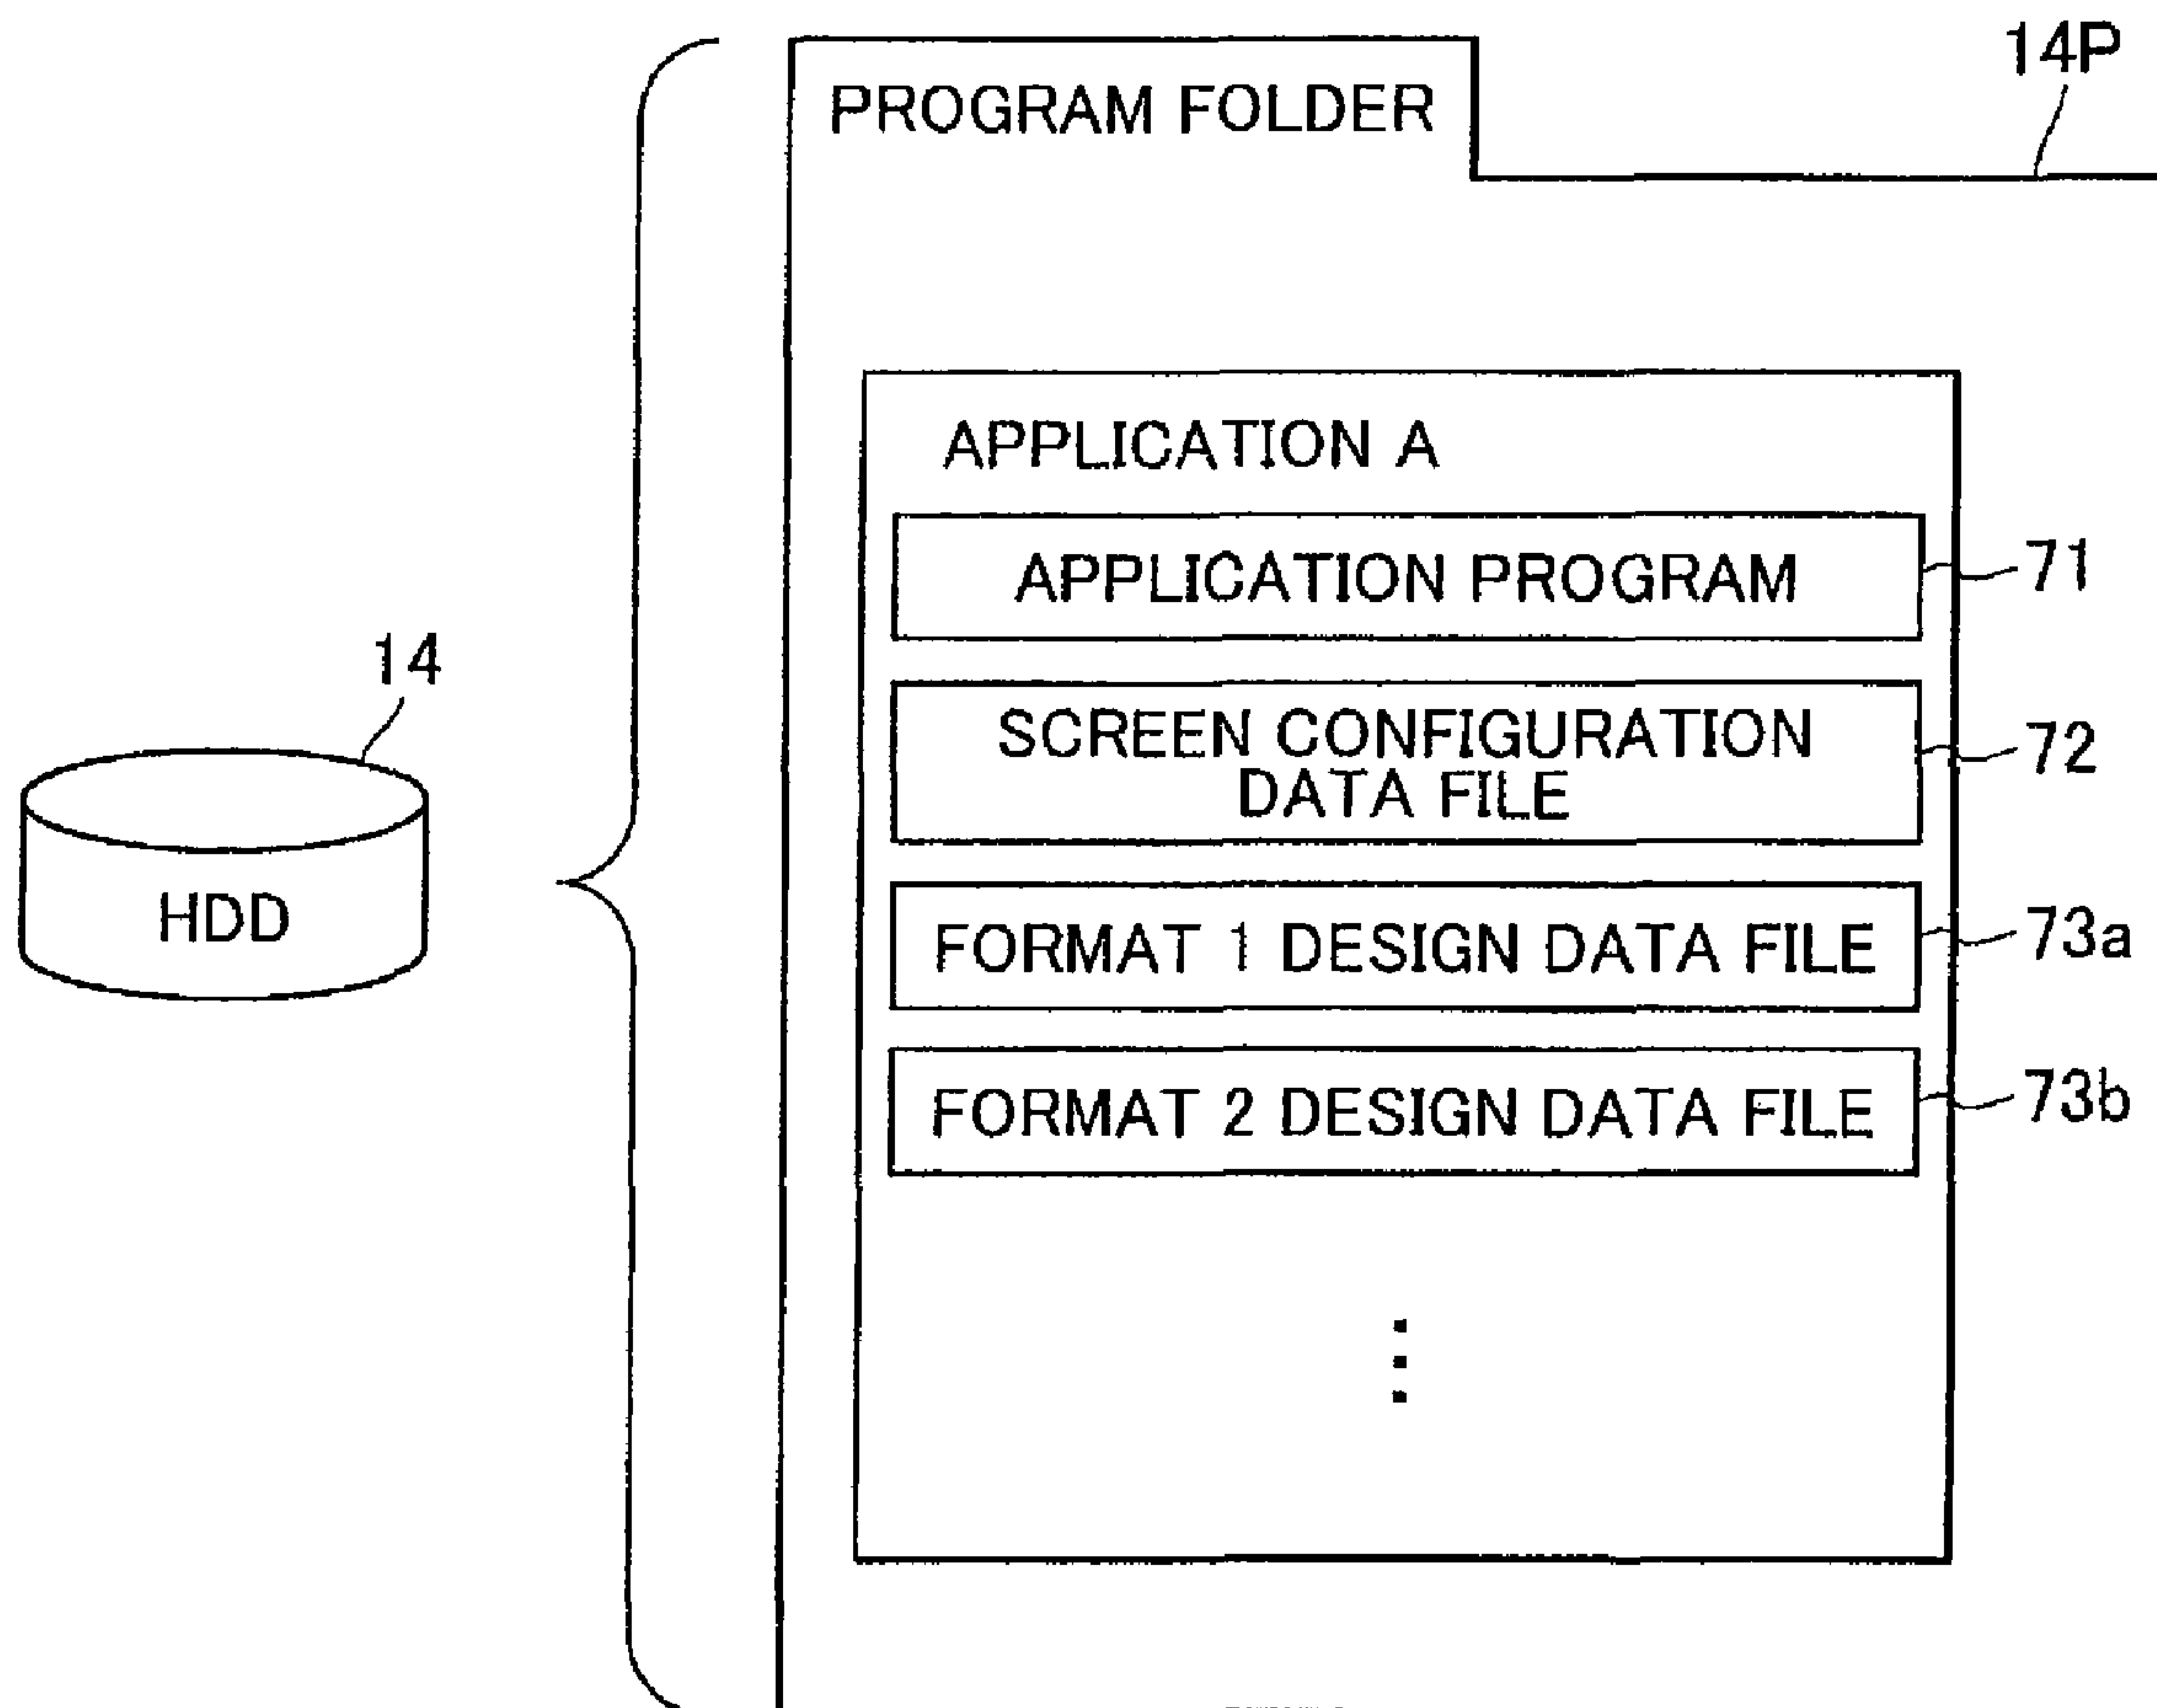 14P
PROGRAM FOLDER
APPLICATION A
APPLICATION PROGRAM
71
14
SCREEN CONFIGURATION
DATA FILE
72
HDD
FORMAT 1 DESIGN DATA FILE
73a
FORMAT 2 DESIGN DATA FILE
73b